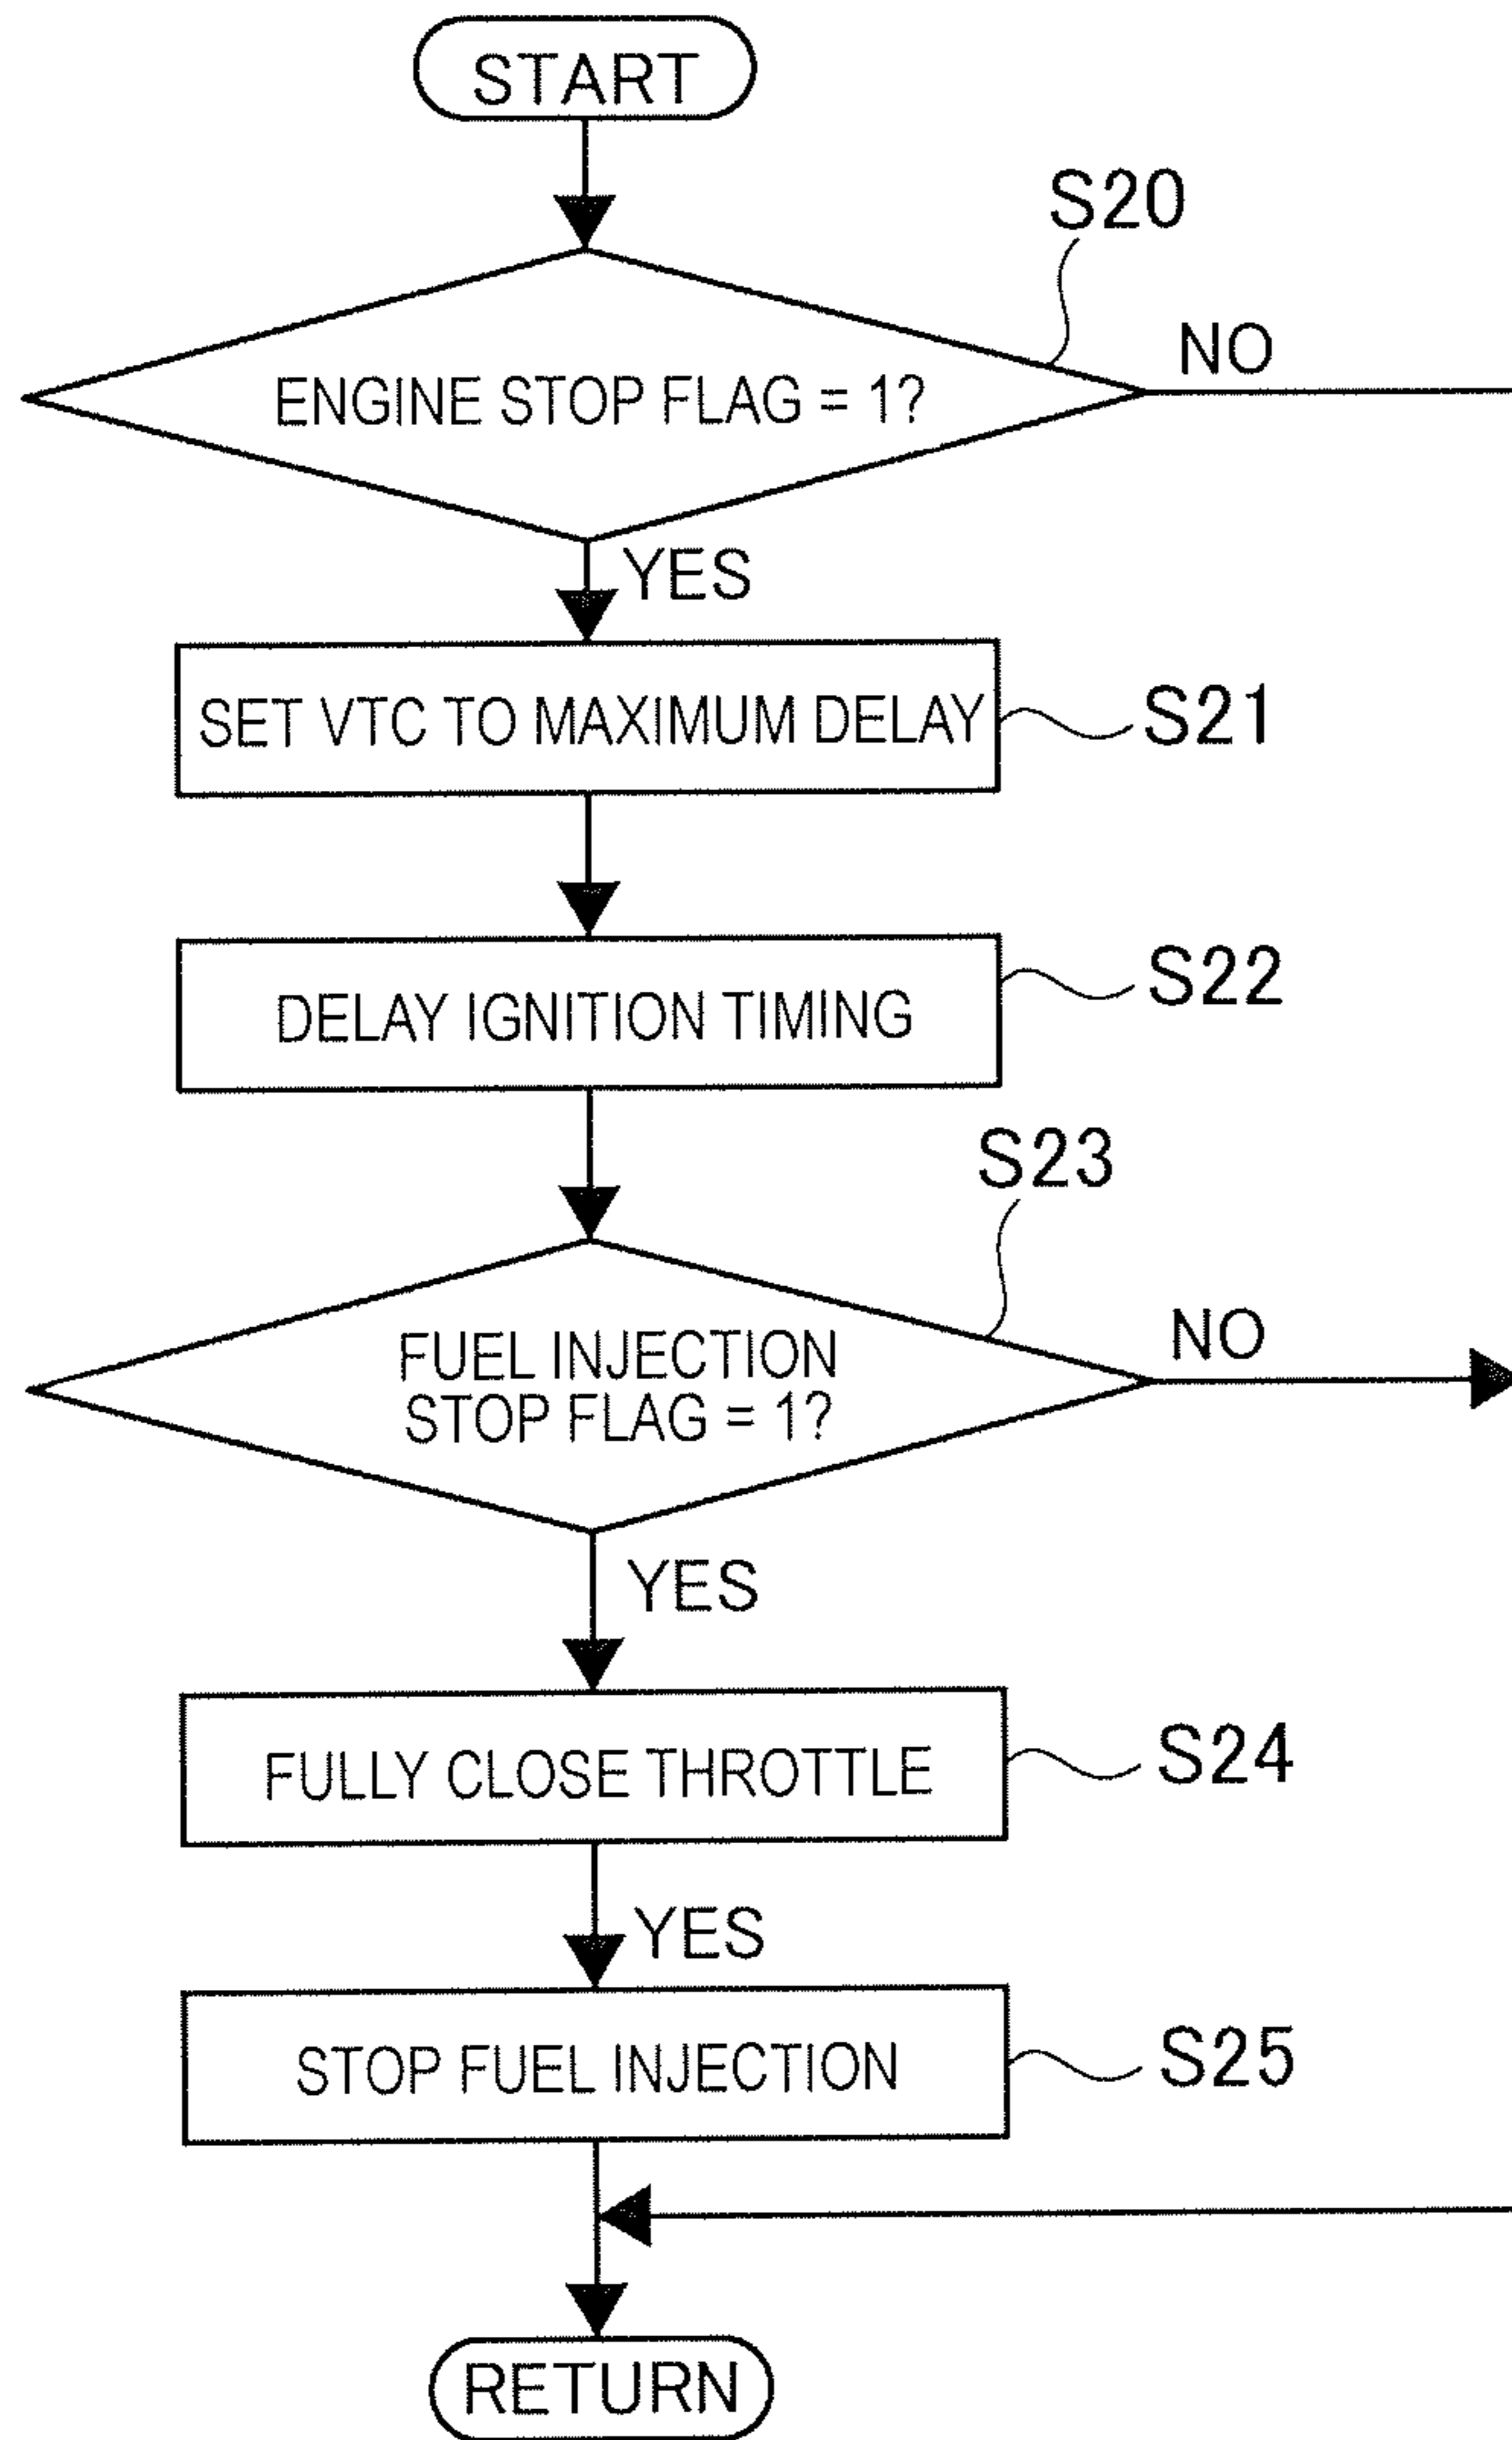 START
S20
NO
ENGINE STOP FLAG = 1?
YES
SET VTC TO MAXIMUM DELAY
S21
DELAY IGNITION TIMING
S22
S23
NO
FUEL INJECTION
STOP FLAG = 1?
YES
FULLY CLOSE THROTTLE
S24
YES
STOP FUEL INJECTION
S25
RETURN